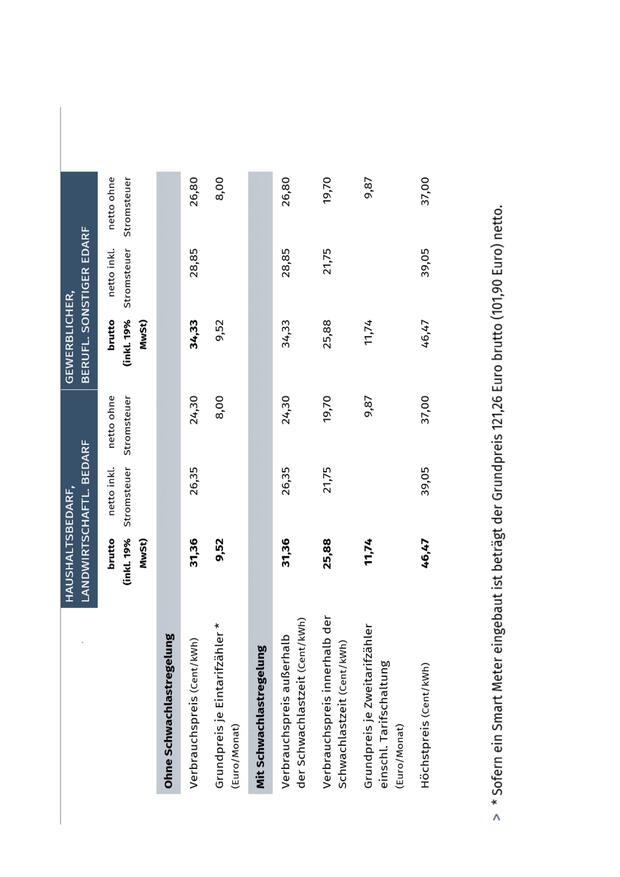 HAUSHALTSBEDARF, GEWERBLICHER,
LANDWIRTSCHAFTL. BEDARF BERUFL. SONSTIGER EDARF
brutto netto inkl. netto ohne brutto netto inkl. netto ohne
(inkl. 19% Stromsteuer Stromsteuer (inkl. 19% Stromsteuer Stromsteuer
MwSt) MwSt)
Ohne Schwachlastregelung
Verbrauchspreis (Cent/kWh) 31,36 26,35 24,30 34,33 28,85 26,80
Grundpreis je Eintarifzähler * 9,52 8,00 9,52 8,00
(Euro/Monat)
Mit Schwachlastregelung
Verbrauchspreis außerhalb 31,36 26,35 24,30 34,33 28,85 26,80
der Schwachlastzeit (Cent/kWh)
Verbrauchspreis innerhalb der 25,88 21,75 19,70 25,88 21,75 19,70
Schwachlastzeit (Cent/kWh)
Grundpreis je Zweitarifzähler 11,74 9,87 11,74 9,87
einschl. Tarifschaltung
(Euro/Monat)
Höchstpreis (Cent/kWh) 46,47 39,05 37,00 46,47 39,05 37,00
> * Sofern ein Smart Meter eingebaut ist beträgt der Grundpreis 121,26 Euro brutto (101,90 Euro) netto.